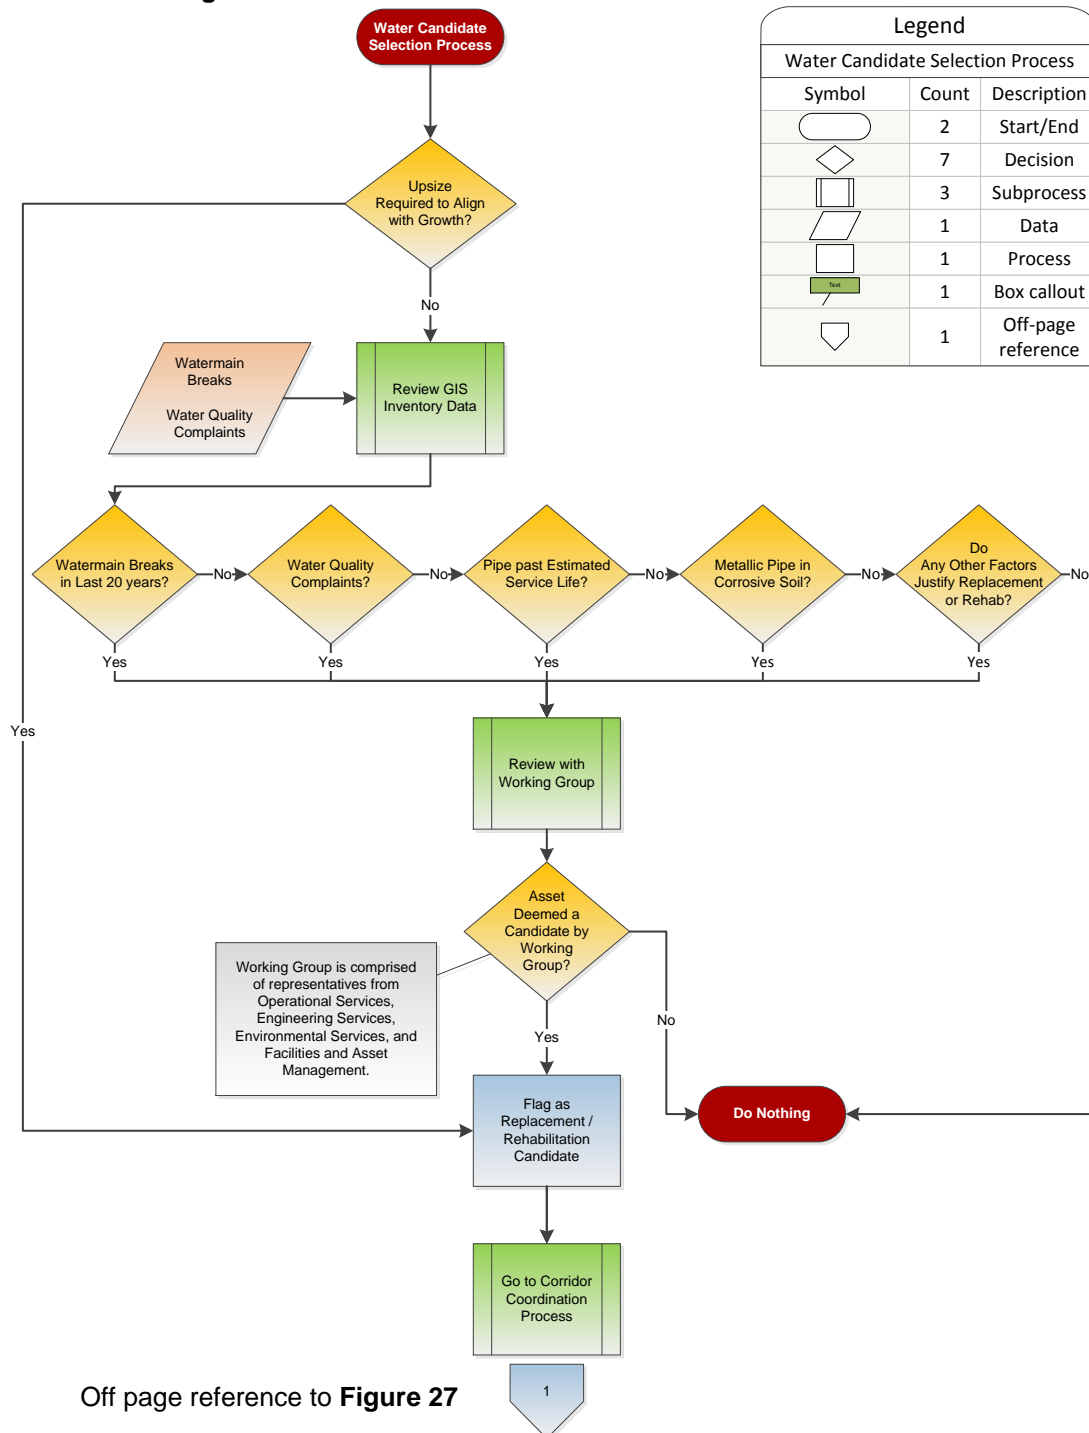 Water Candidate
Selection Process
Legend
Water Candidate Selection Process
Symbol Count Description
2 Start/End
7 Decision
3 Subprocess
1 Data
1 Process
Text
1 Box callout
1 Off-page
reference
Upsize
Required to Align
with Growth?
No
Watermain
Breaks
Water Quality
Complaints
Review GIS
Inventory Data
Watermain Breaks
in Last 20 years?
No
Water Quality
Complaints?
No
Pipe past Estimated
Service Life?
No
Metallic Pipe in
Corrosive Soil?
No
Do
Any Other Factors
Justify Replacement
or Rehab?
No
Yes
Yes
Yes
Yes
Yes
Yes
Review with
Working Group
Asset
Deemed a
Candidate by
Working
Group?
Working Group is comprised
of representatives from
Operational Services,
Engineering Services,
Environmental Services, and
Facilities and Asset
Management.
No
Yes
Flag as
Replacement /
Rehabilitation
Candidate
Do Nothing
Go to Corridor
Coordination
Process
Off page reference to Figure 27
1